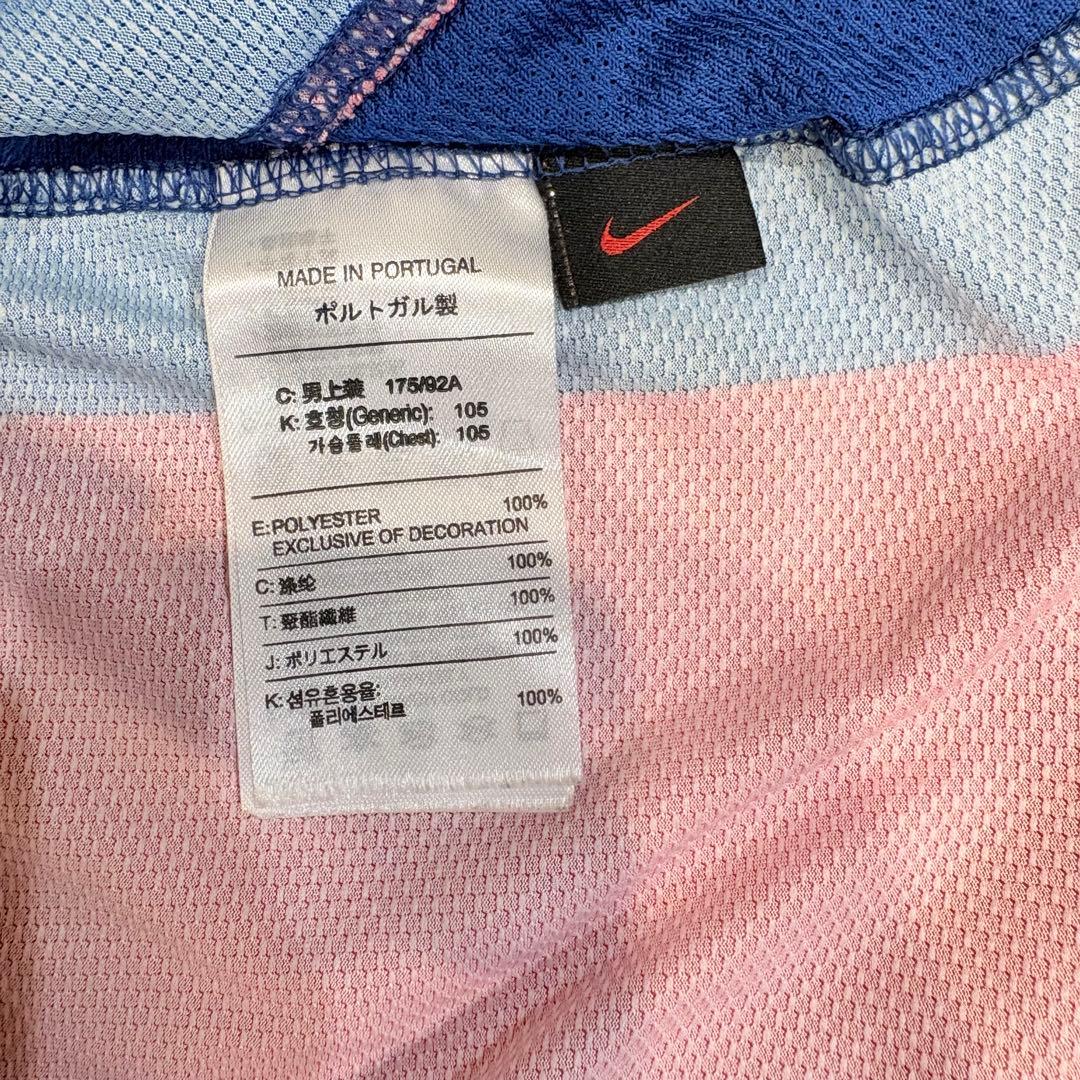 MADE IN PORTUGAL
ポルトガル製
C: 男上装 175/92A
K: 호칭(Generic): 105
가슴둘레(Chest): 105
E: POLYESTER 100%
EXCLUSIVE OF DECORATION
C: 涤纶 100%
T: 聚酯纖維 100%
J: ポリエステル 100%
K: 섬유혼용율:
폴리에스테르 100%